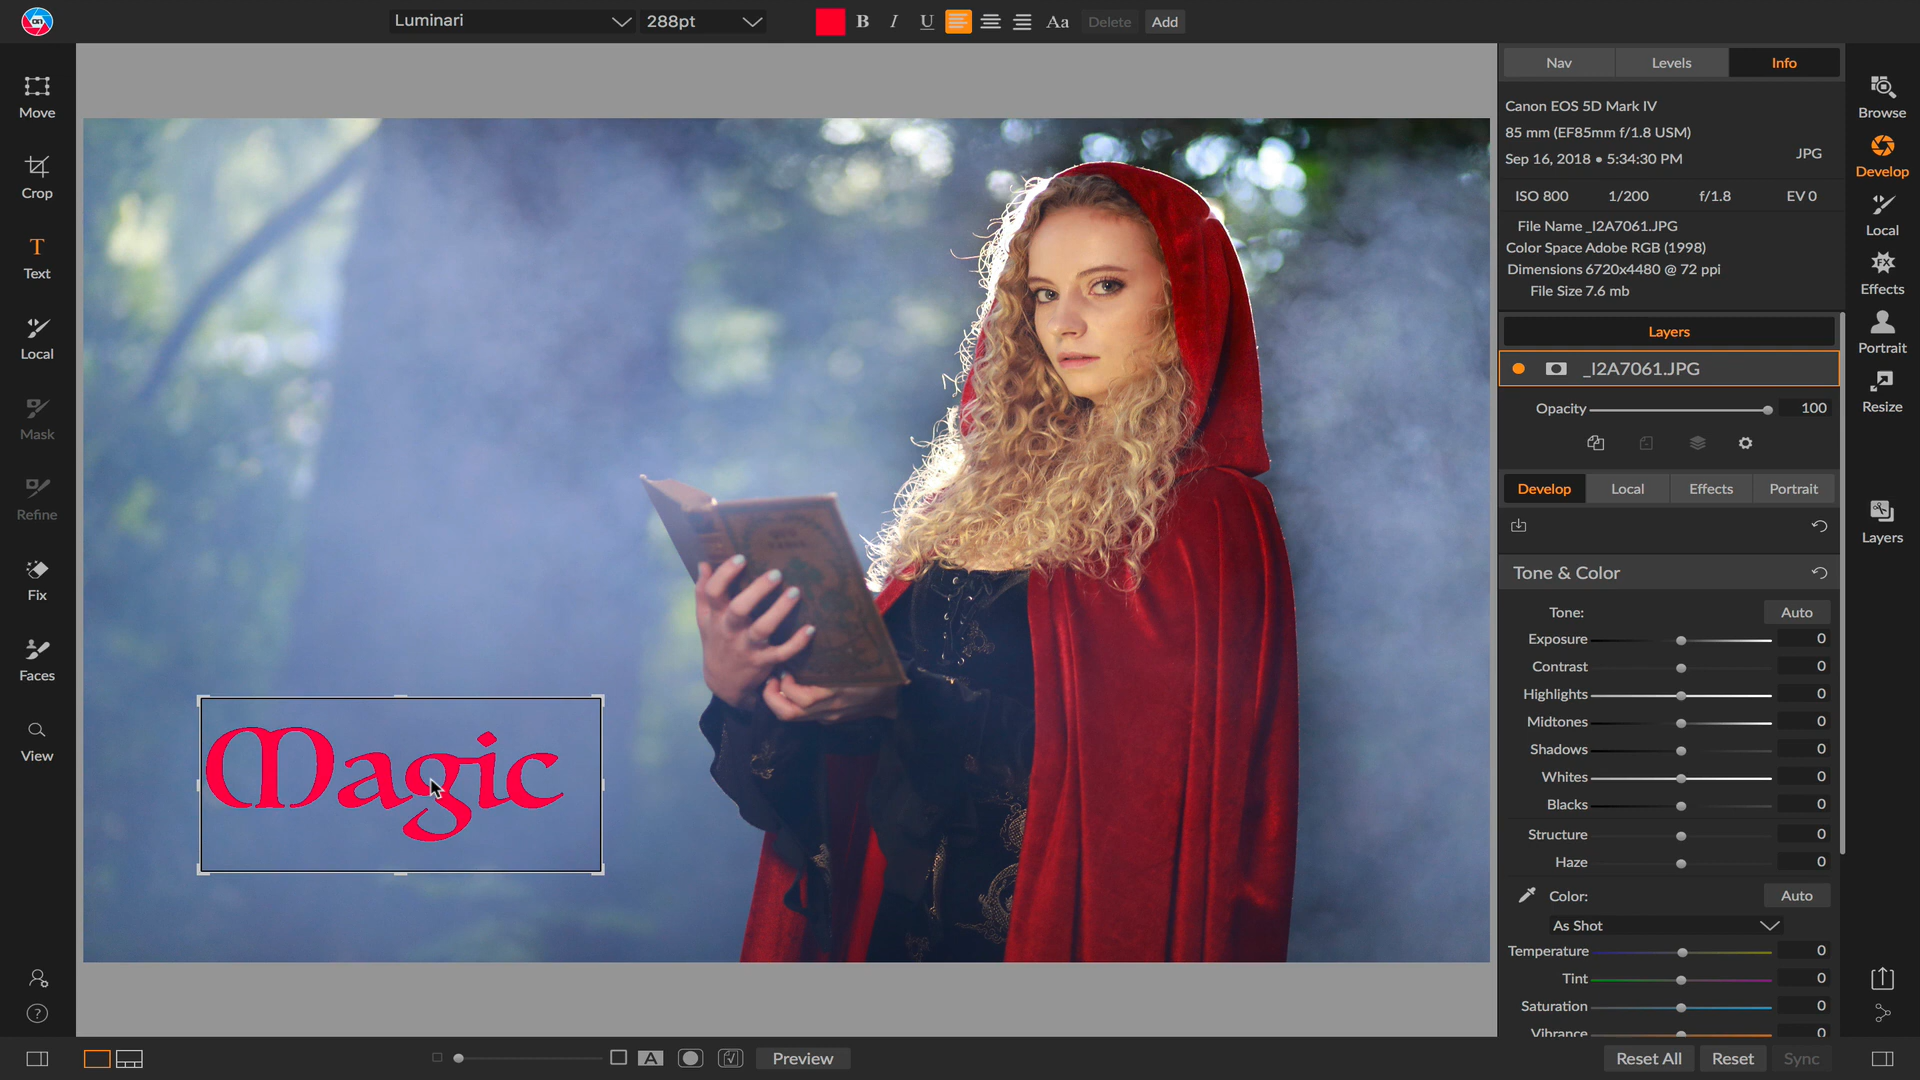 Luminari
288pt
B I U Aa Delete Add
Move
Crop
T
Text
Local
Mask
Refine
Fix
Faces
View
?
Magic
Nav Levels Info
Canon EOS 5D Mark IV
85 mm (EF85mm f/1.8 USM)
Sep 16, 2018 • 5:34:30 PM
JPG
ISO 800 1/200 f/1.8 EV 0
File Name _I2A7061.JPG
Color Space Adobe RGB (1998)
Dimensions 6720x4480 @ 72 ppi
File Size 7.6 mb
Layers
_I2A7061.JPG
Opacity 100
Develop Local Effects Portrait
Tone & Color
Tone: Auto
Exposure 0
Contrast 0
Highlights 0
Midtones 0
Shadows 0
Whites 0
Blacks 0
Structure 0
Haze 0
Color: Auto
As Shot
Temperature 0
Tint 0
Saturation 0
Vibrance 0
Browse
Develop
Local
FX
Effects
Portrait
Resize
Layers
A
Preview
Reset All Reset Sync